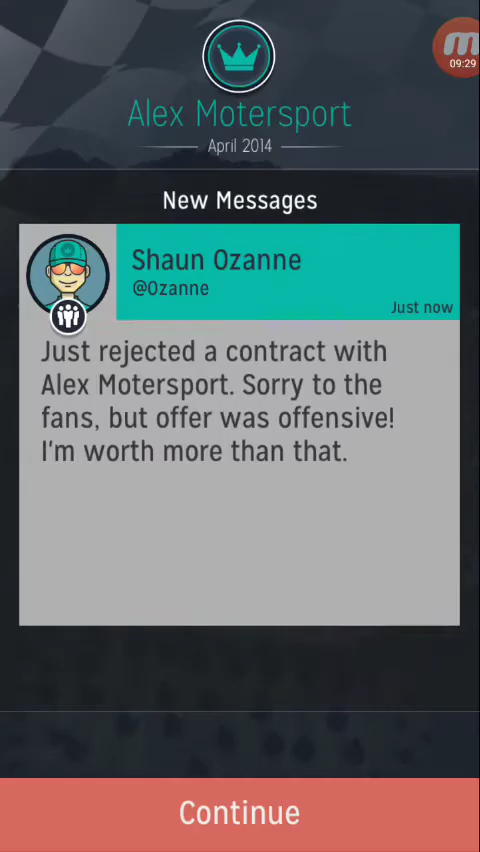 09:29
Alex Motersport
April 2014
New Messages
Shaun Ozanne
@Ozanne
Just now
Just rejected a contract with
Alex Motersport. Sorry to the
fans, but offer was offensive!
I'm worth more than that.
Continue